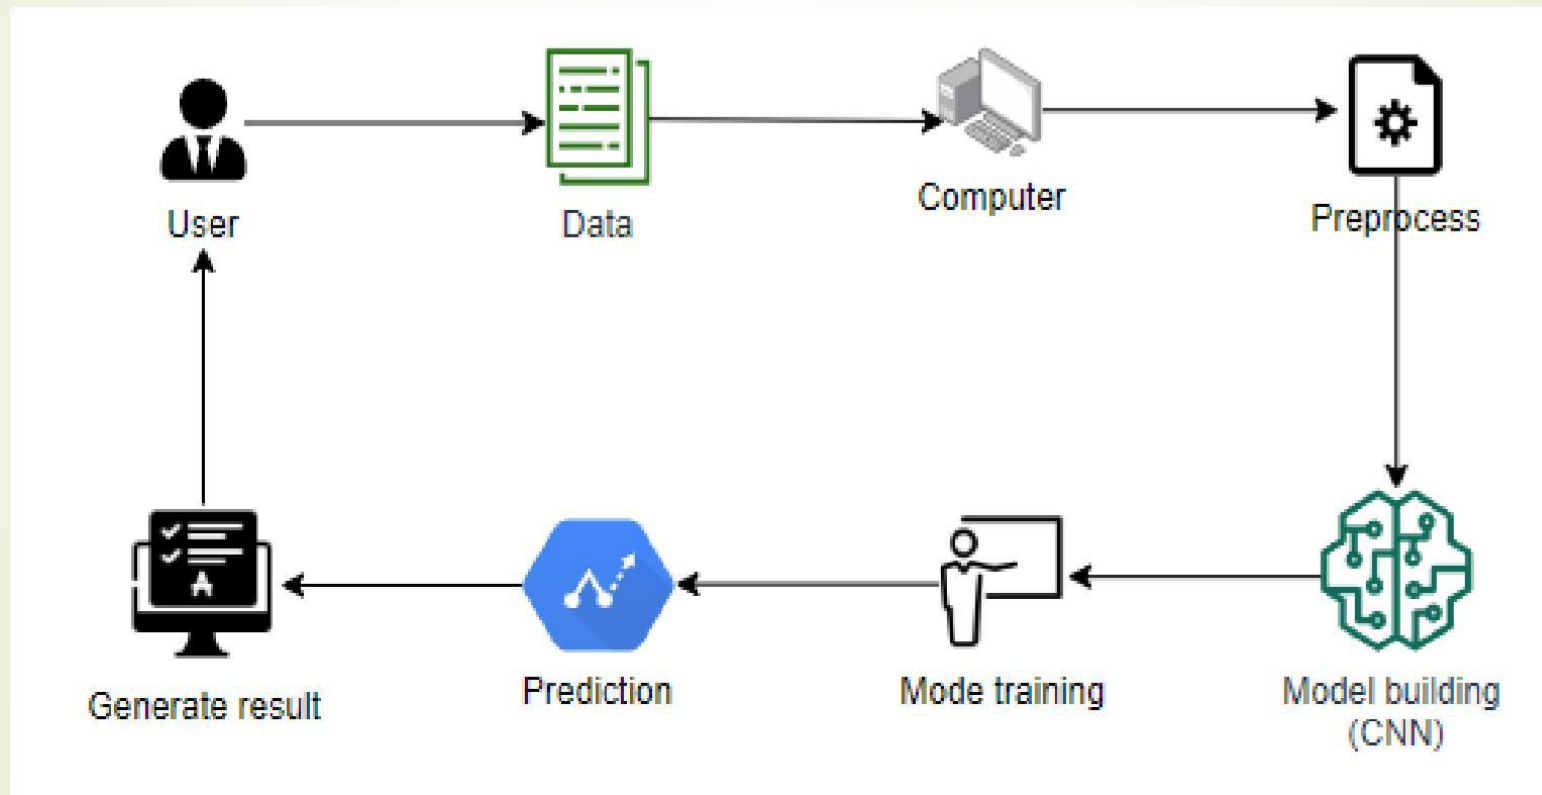 User
Data
Computer
Preprocess
Generate result
Prediction
Mode training
Model building
(CNN)